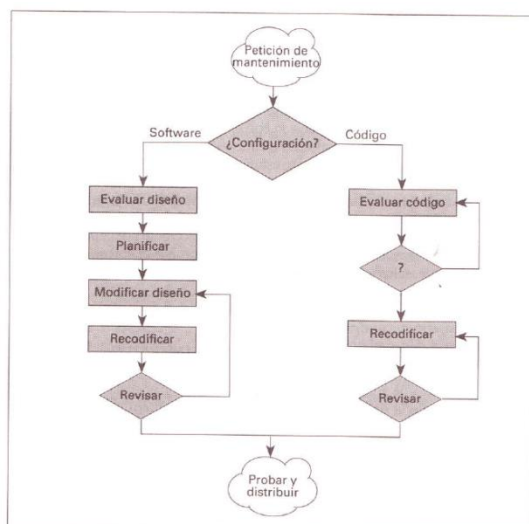 Petición de
mantenimiento
Software
¿Configuración?
Código
Evaluar diseño
Evaluar código
Planificar
?
Modificar diseño
Recodificar
Recodificar
Revisar
Revisar
Probar y
distribuir